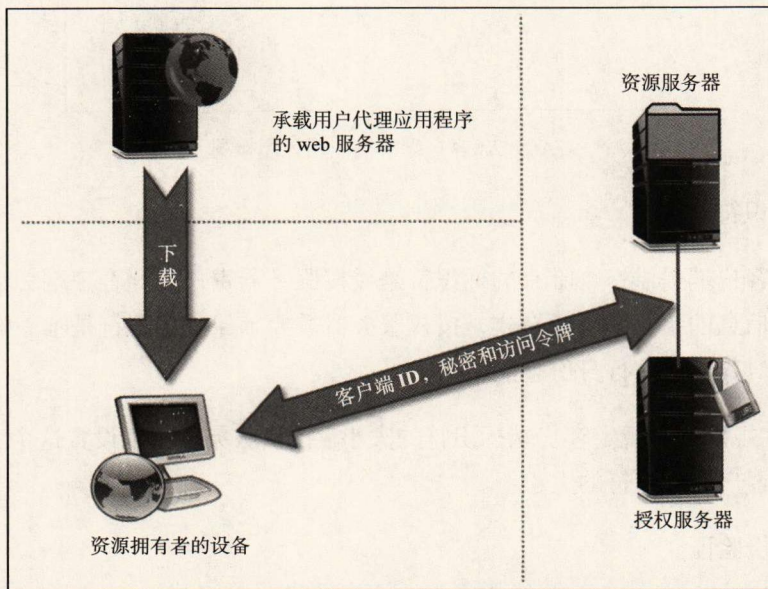 承载用户代理应用程序
的 web 服务器
资源服务器
下载
客户端 ID，秘密和访问令牌
授权服务器
资源拥有者的设备